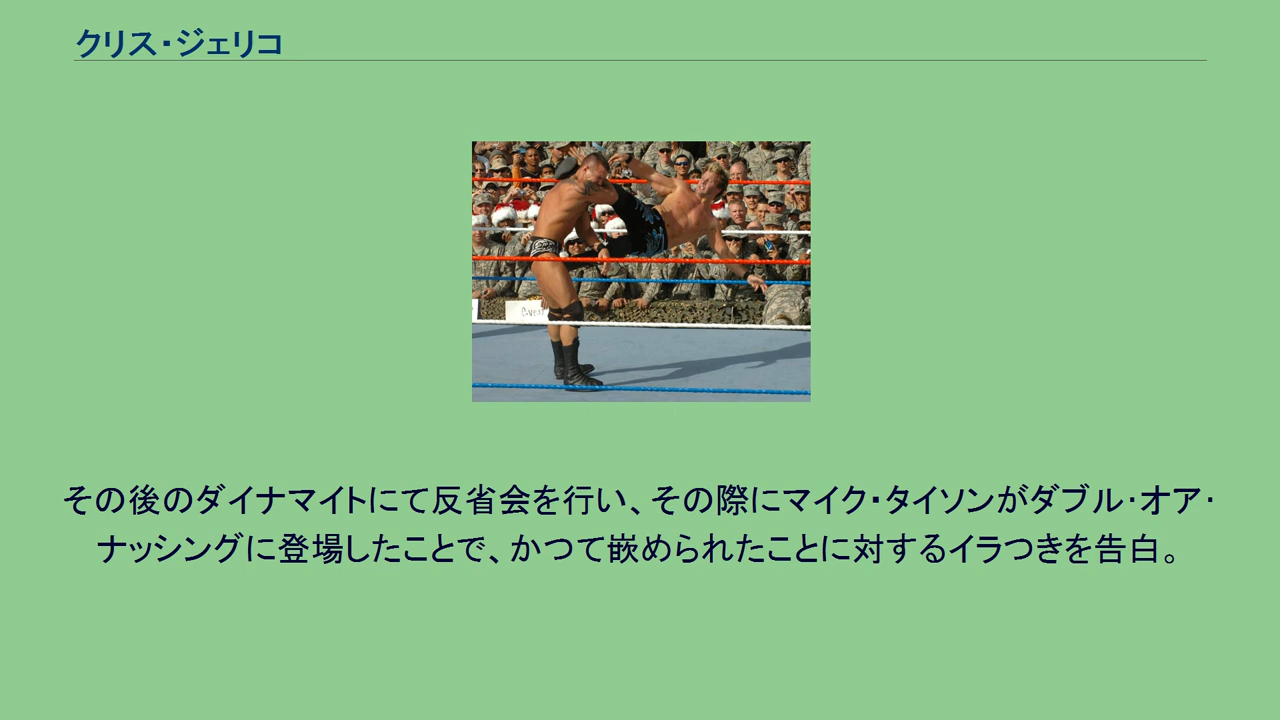 クリス・ジェリコ
その後のダイナマイトにて反省会を行い、その際にマイク・タイソンがダブル・オア・
ナッシングに登場したことで、かつて嵌められたことに対するイラつきを告白。